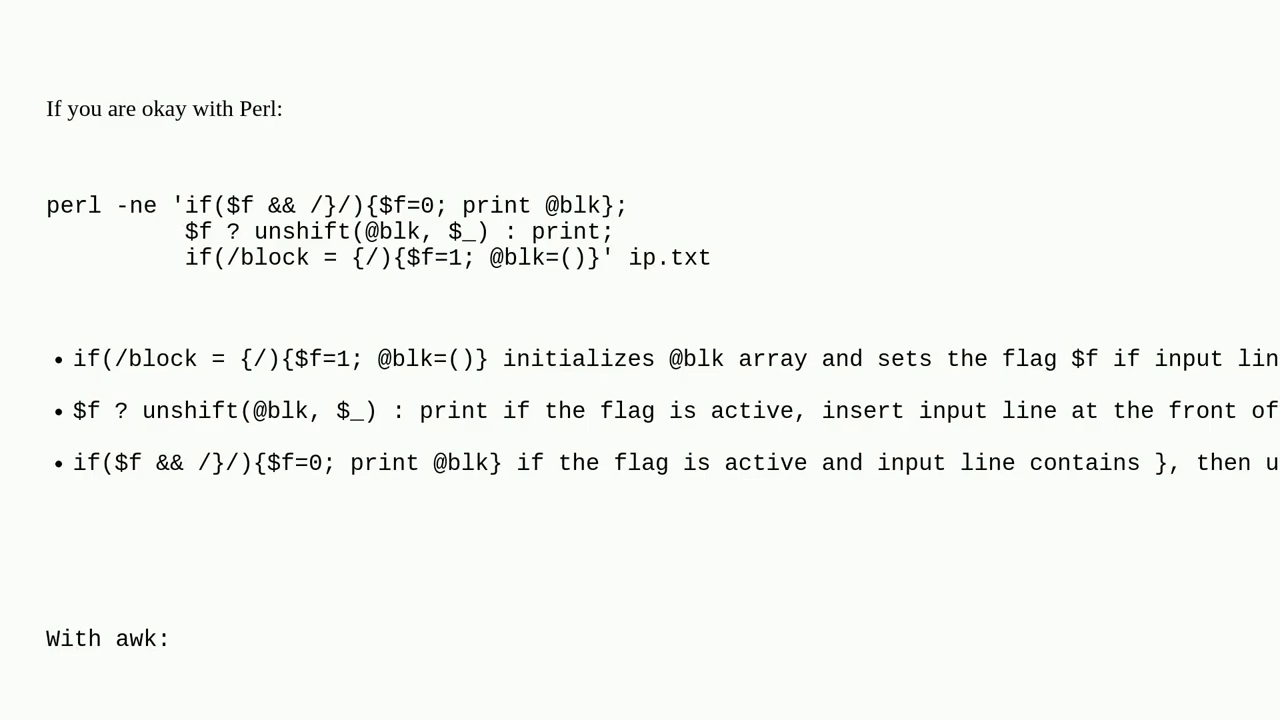 If you are okay with Perl:
perl -ne 'if($f && /}/){$f=0; print @blk};
$f ? unshift(@blk, $_) : print;
if(/block = {/){$f=1; @blk=()}' ip.txt
• if(/block = {/){$f=1; @blk=()} initializes @blk array and sets the flag $f if input lin
• $f ? unshift(@blk, $_) : print if the flag is active, insert input line at the front of
• if($f && /}/){$f=0; print @blk} if the flag is active and input line contains }, then u
With awk: